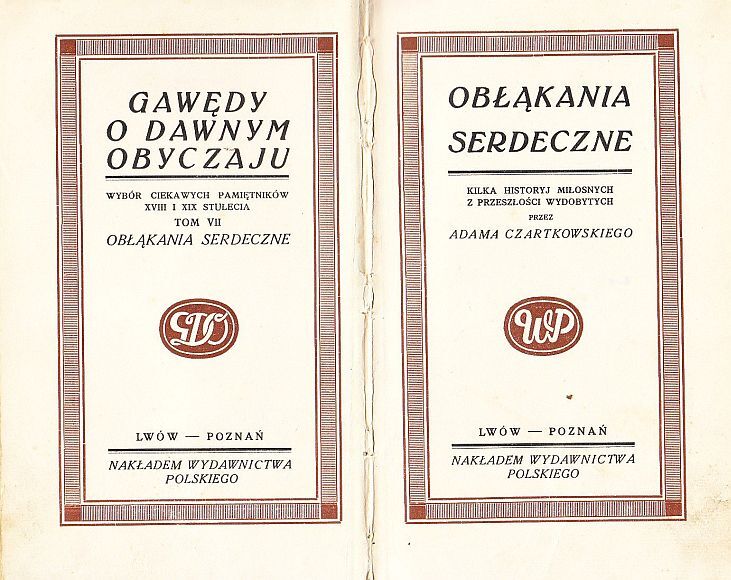 GAWĘDY
O DAWNYM
OBYCZAJU
WYBÓR CIEKAWYCH PAMIĘTNIKÓW
XVIII I XIX STULECIA
TOM VII
OBŁĄKANIA SERDECZNE
GDO
LWÓW — POZNAŃ
NAKŁADEM WYDAWNICTWA
POLSKIEGO
OBŁĄKANIA
SERDECZNE
KILKA HISTORYJ MIŁOSNYCH
Z PRZESZŁOŚCI WYDOBYTYCH
PRZEZ
ADAMA CZARTKOWSKIEGO
WP
LWÓW — POZNAŃ
NAKŁADEM WYDAWNICTWA
POLSKIEGO